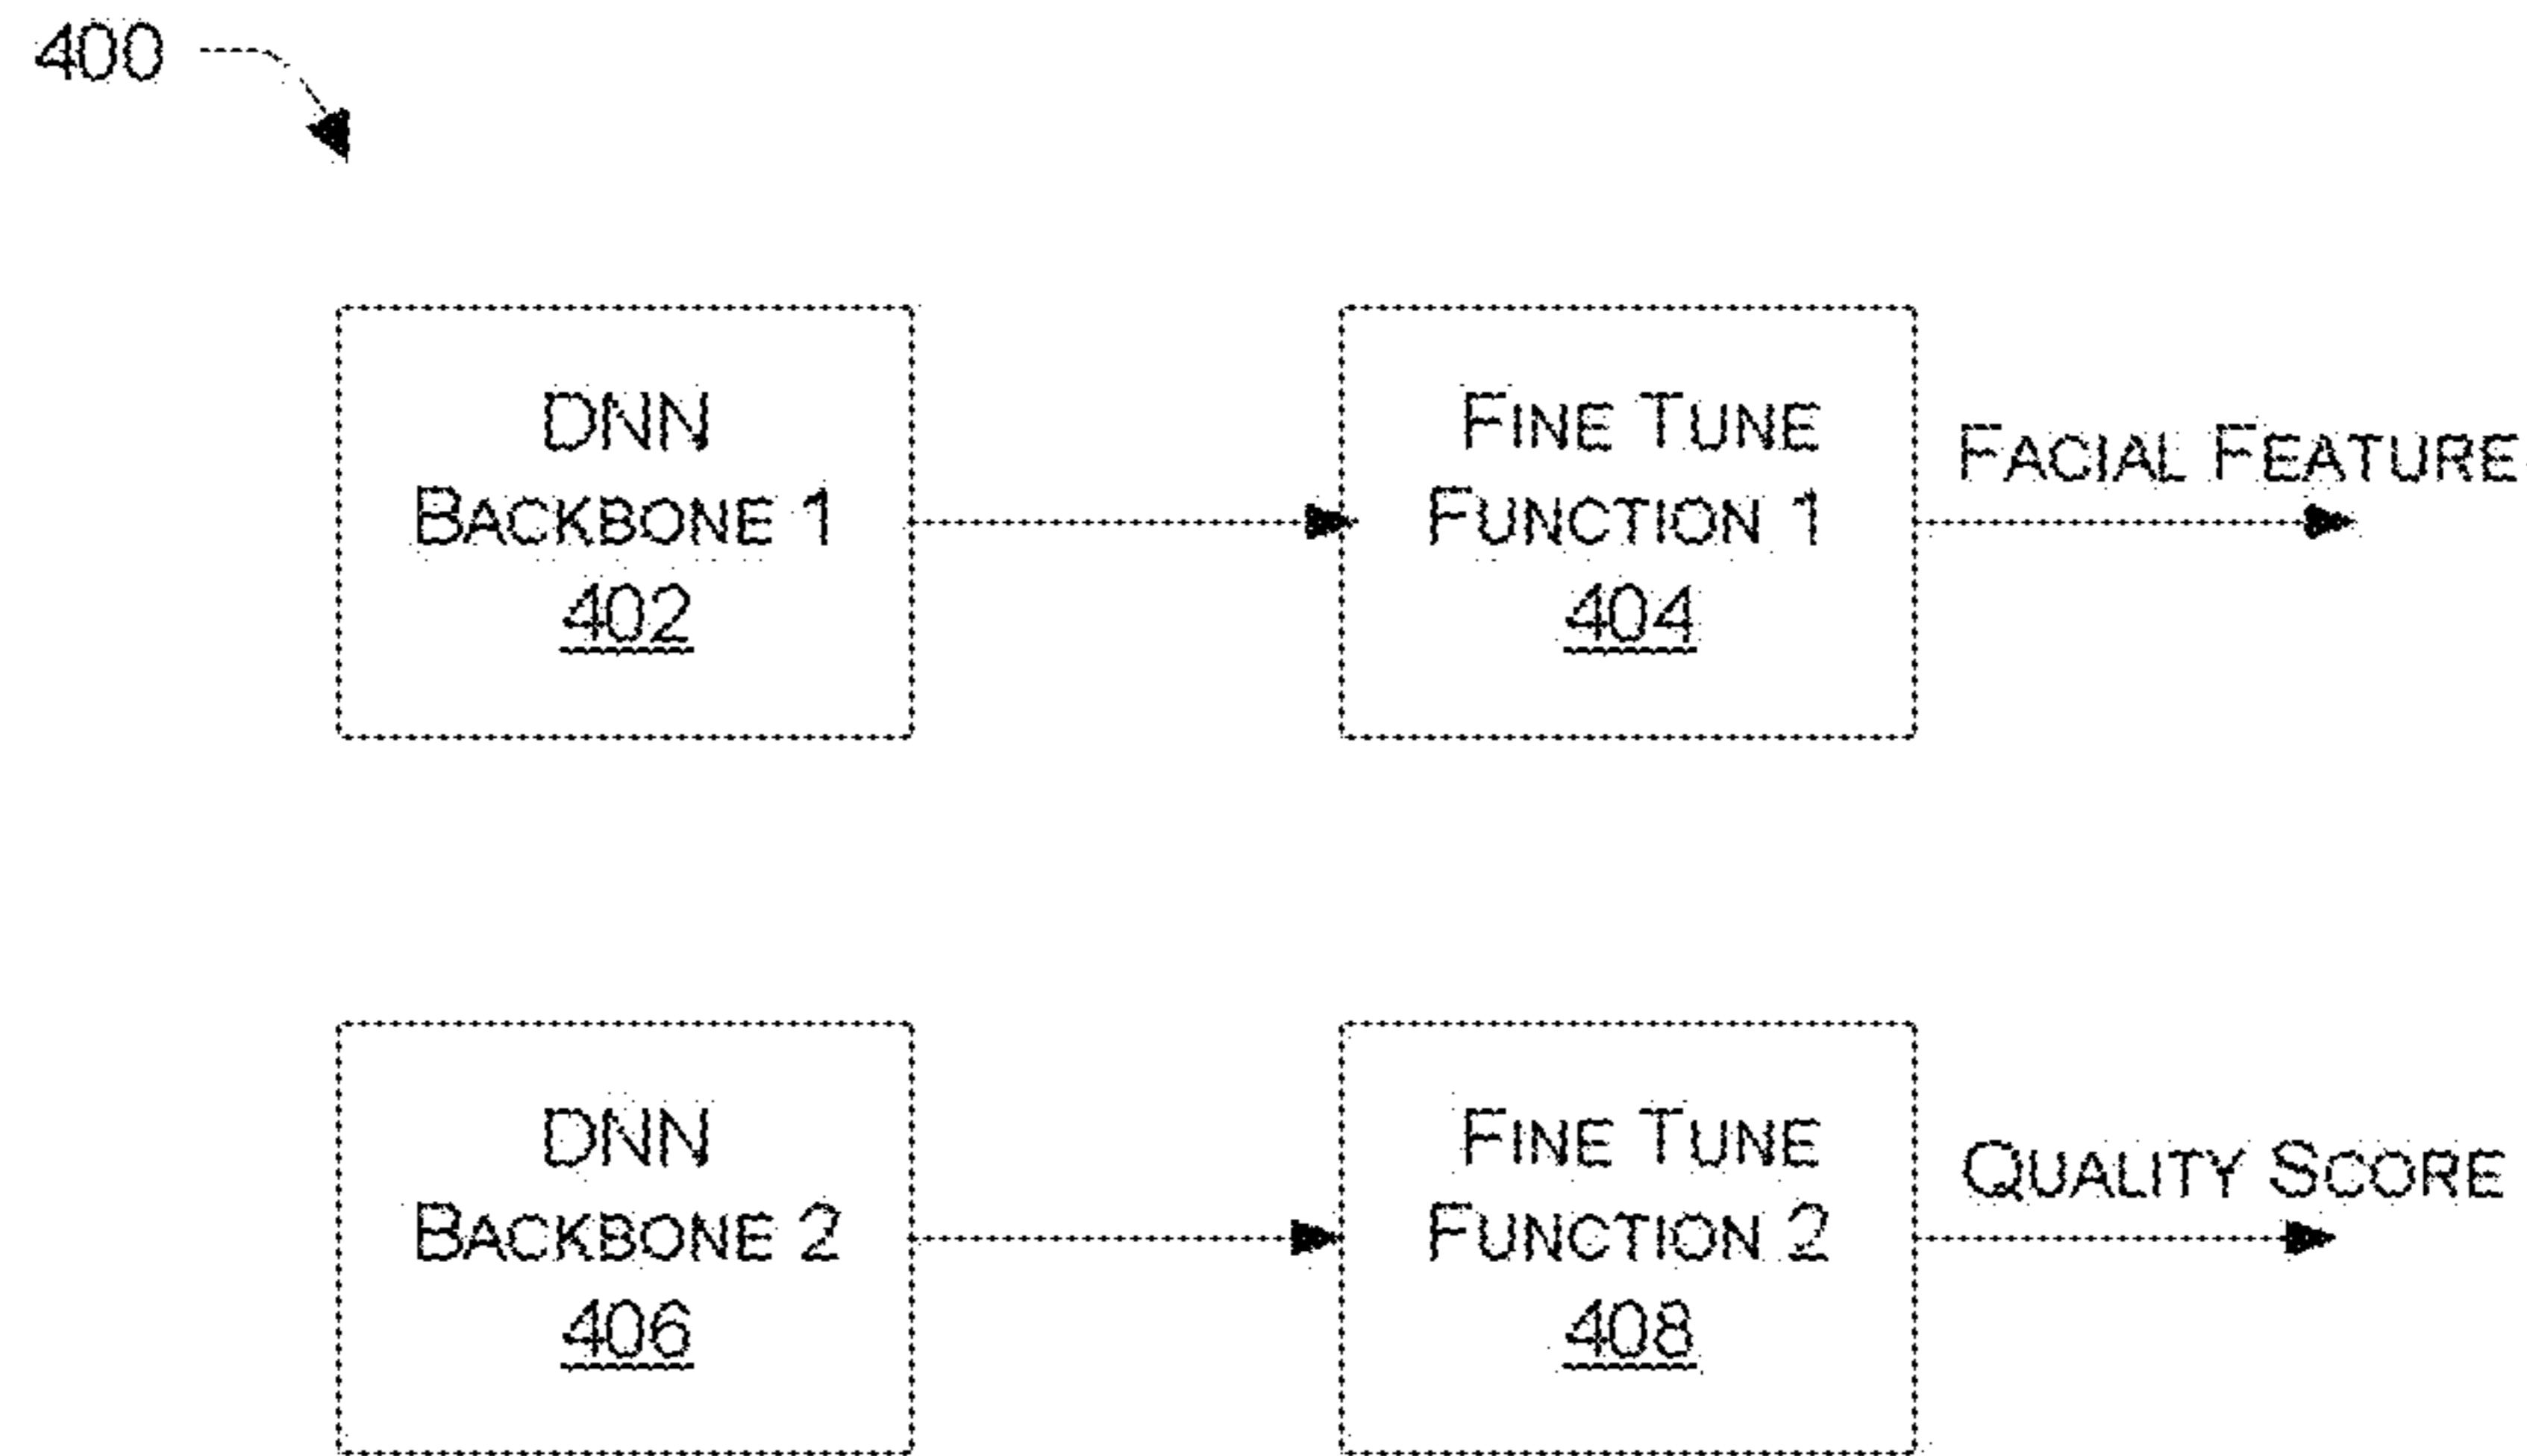 400
DNN
BACKBONE 1
402
FINE TUNE
FUNCTION 1
404
FACIAL FEATURE
DNN
BACKBONE 2
406
FINE TUNE
FUNCTION 2
408
QUALITY SCORE